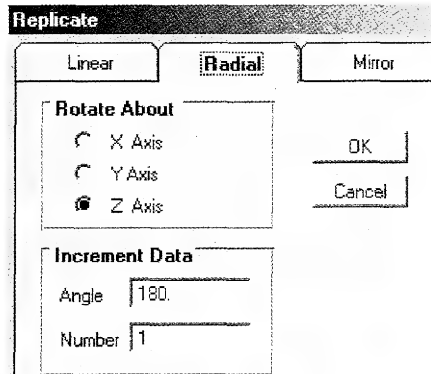 Replicate
Linear Radial Mirror
Rotate About
X Axis
OK
Y Axis
Cancel
Z Axis
Increment Data
Angle 180.
Number 1